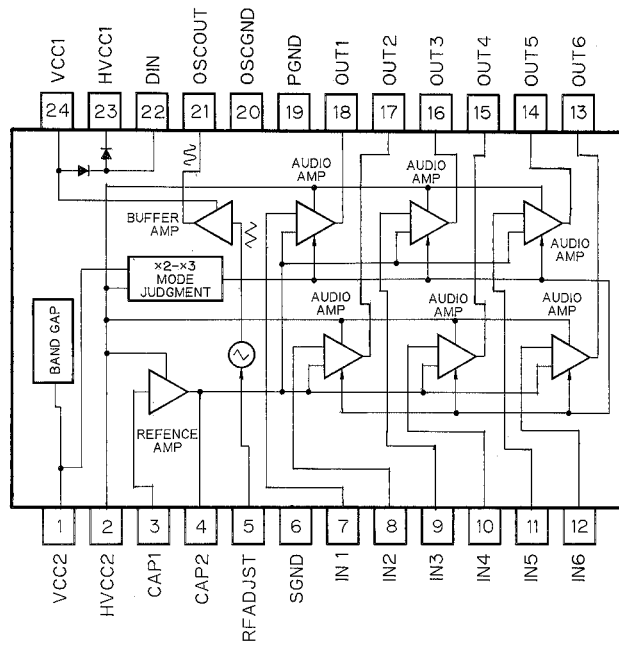 VCC1
HVCC1
DIN
OSCOUT
OSCGND
PGND
OUT1
OUT2
OUT3
OUT4
OUT5
OUT6
24
23
22
21
20
19
18
17
16
15
14
13
AUDIO
AMP
AUDIO
AMP
BUFFER
AMP
AUDIO
AMP
×2-×3
MODE
JUDGMENT
BAND GAP
AUDIO
AMP
AUDIO
AMP
AUDIO
AMP
REFENCE
AMP
1
2
3
4
5
6
7
8
9
10
11
12
VCC2
HVCC2
CAP1
CAP2
RFADJST
SGND
IN1
IN2
IN3
IN4
IN5
IN6